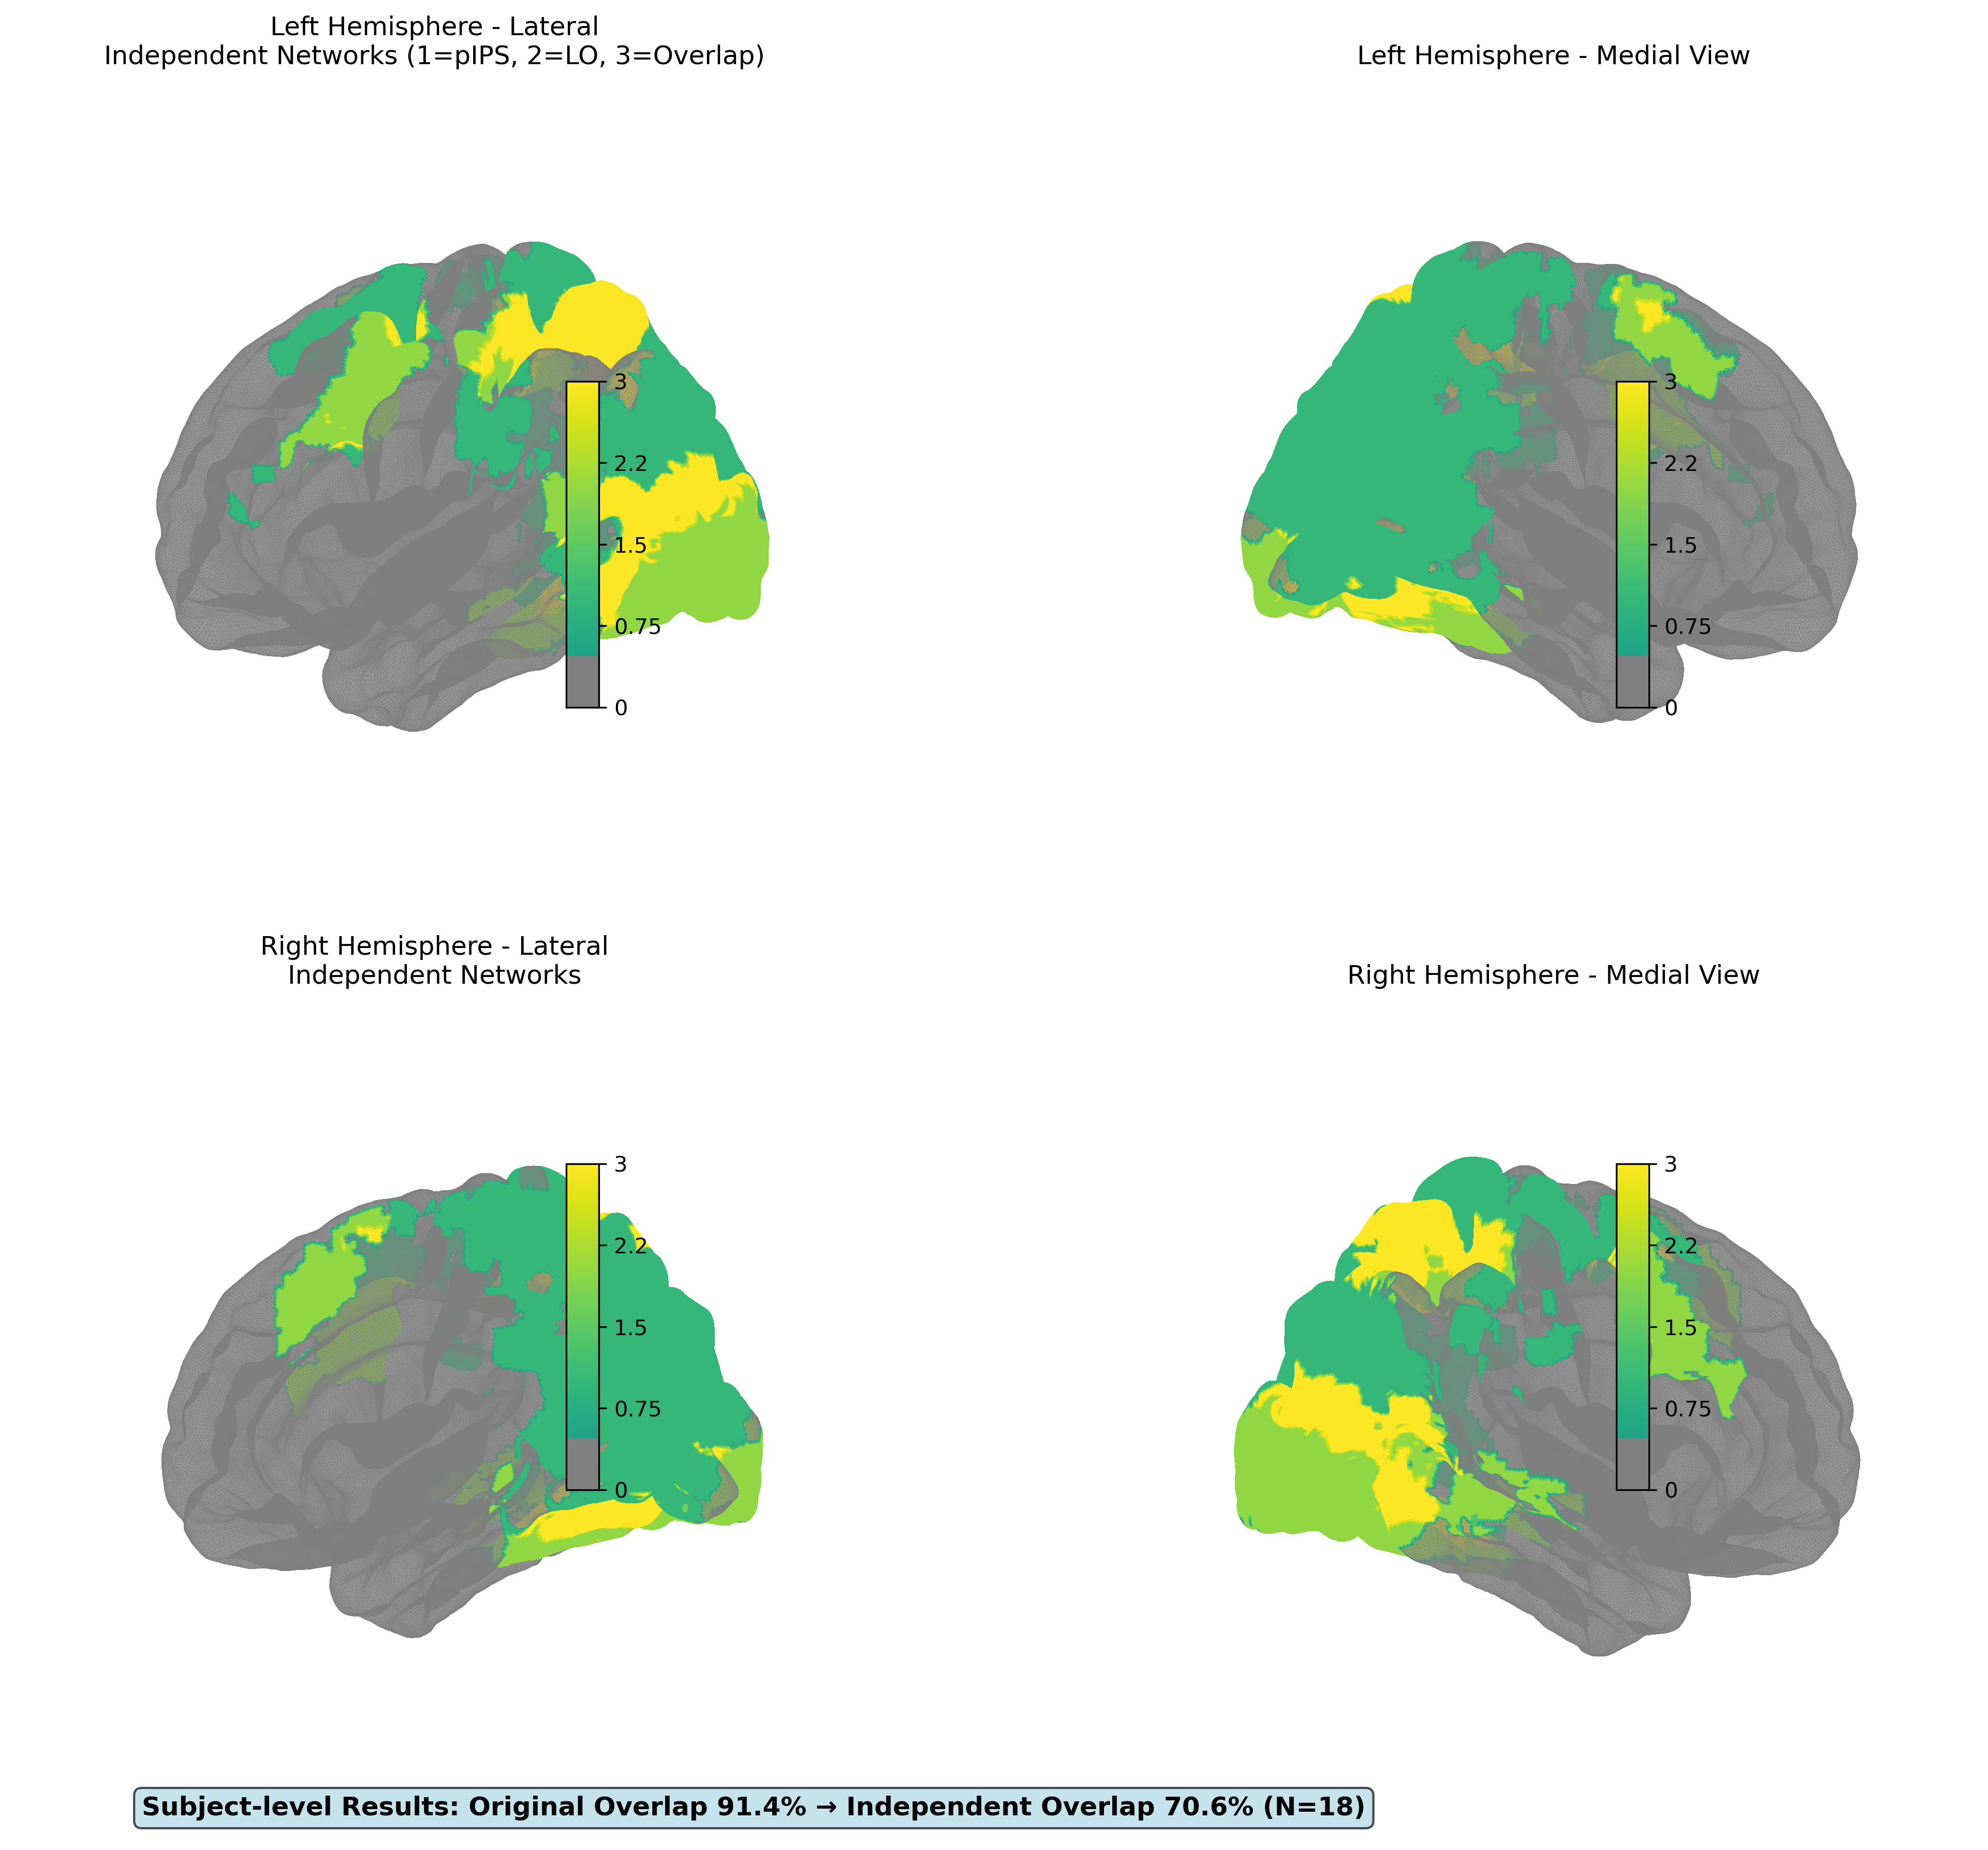 Left Hemisphere - Lateral
Independent Networks (1=pIPS, 2=LO, 3=Overlap)
Left Hemisphere - Medial View
3
2.2
1.5
0.75
0
3
2.2
1.5
0.75
0
Right Hemisphere - Lateral
Independent Networks
Right Hemisphere - Medial View
3
2.2
1.5
0.75
0
3
2.2
1.5
0.75
0
Subject-level Results: Original Overlap 91.4% → Independent Overlap 70.6% (N=18)